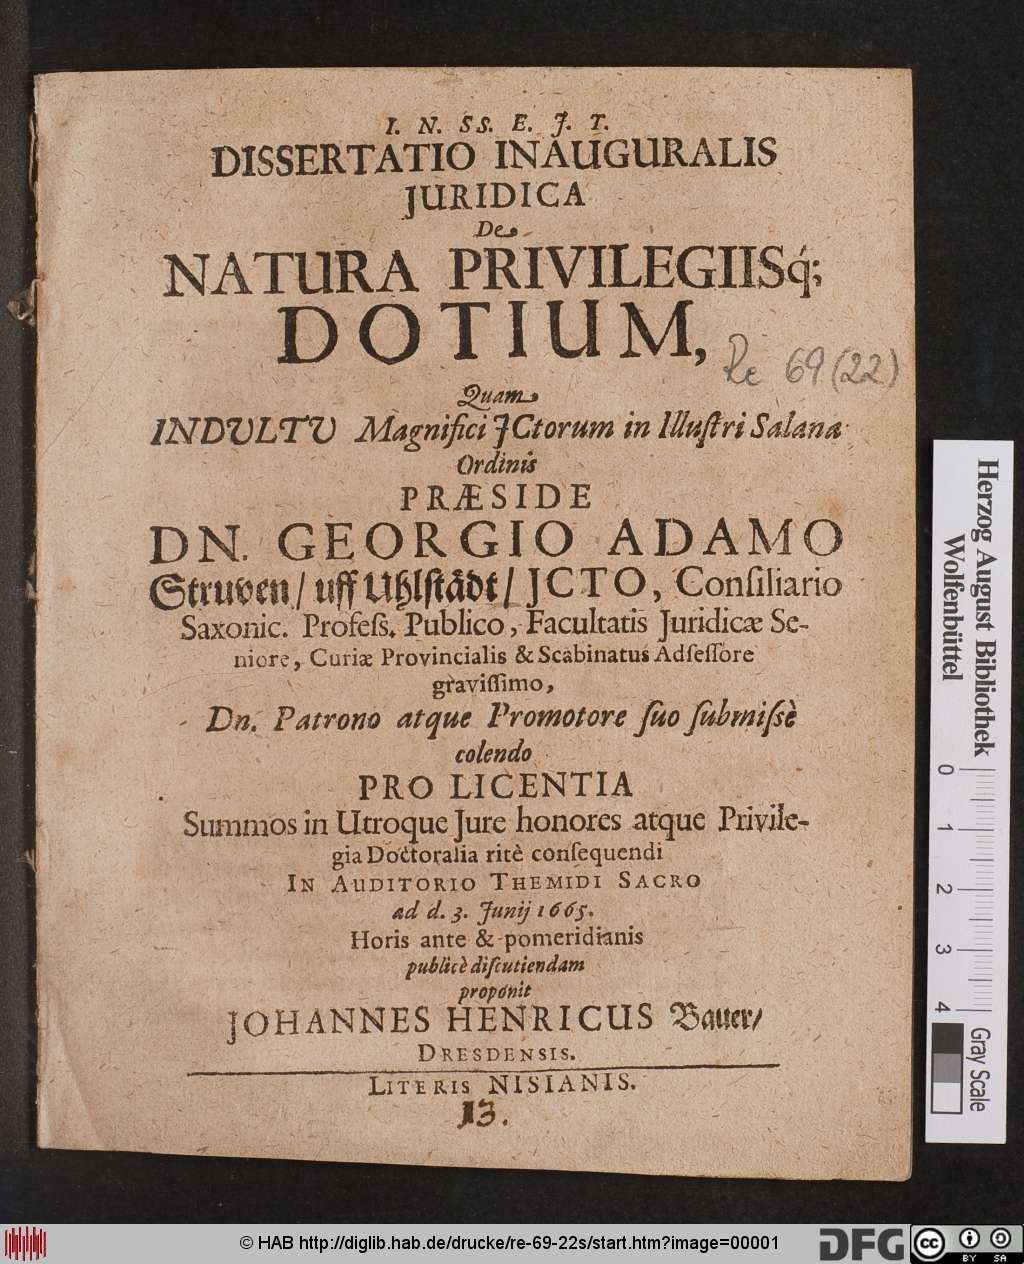 I. N. SS. E. J. T.
DISSERTATIO INAUGURALIS
JURIDICA
De
NATURA PRIVILEGIISq́;
DOTIUM,
Re 69 (22)
Quam
INDULTU Magnifici JCtorum in Illuſtri Salana
Ordinis
PRÆSIDE
DN. GEORGIO ADAMO
Struven/ uff Uhlſtådt/ JCTO, Conſiliario
Saxonic. Profeſs. Publico, Facultatis Juridicæ Se-
niore, Curiæ Provincialis & Scabinatus Adſeſſore
graviſſimo,
Dn. Patrono atque Promotore ſuo ſubmiſsè
colendo
PRO LICENTIA
Summos in Utroque Jure honores atque Privile-
gia Doctoralia ritè conſequendi
IN AUDITORIO THEMIDI SACRO
ad d. 3. Junij 1665.
Horis ante & pomeridianis
publicè diſcutiendam
proponit
JOHANNES HENRICUS Bauer/
DRESDENSIS.
LITERIS NISIANIS.
13.
Herzog August Bibliothek
Wolfenbüttel
0 1 2 3 4
Gray Scale
© HAB http://diglib.hab.de/drucke/re-69-22s/start.htm?image=00001
DFG
cc BY SA